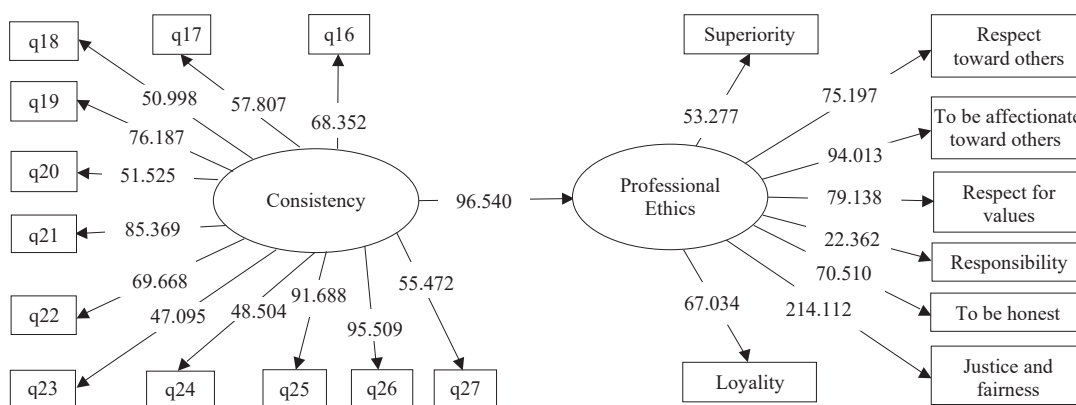 q18
q17
q16
Superiority
Respect
toward others
50.998
57.807
68.352
53.277
75.197
q19
76.187
To be affectionate
toward others
94.013
q20
51.525
Consistency
96.540
Professional
Ethics
79.138
Respect for
values
q21
85.369
22.362
Responsibility
q22
69.668
55.472
70.510
To be honest
47.095
48.504
91.688
95.509
67.034
214.112
q23
q24
q25
q26
q27
Loyality
Justice and
fairness